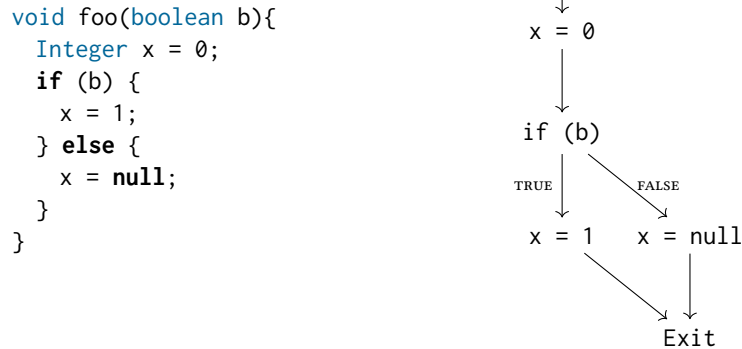 void foo(boolean b){
  Integer x = 0;
  if (b) {
    x = 1;
  } else {
    x = null;
  }
}
x = 0
if (b)
TRUE FALSE
x = 1 x = null
Exit